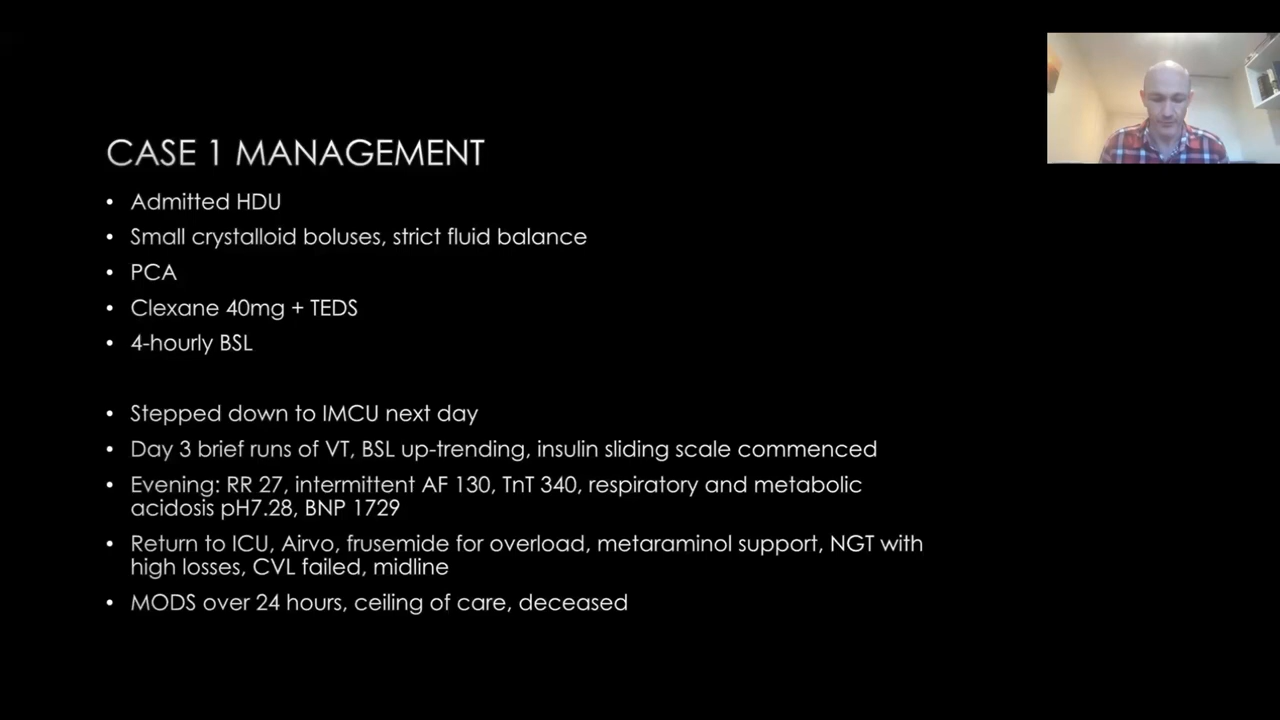 CASE 1 MANAGEMENT
• Admitted HDU
• Small crystalloid boluses, strict fluid balance
• PCA
• Clexane 40mg + TEDS
• 4-hourly BSL
• Stepped down to IMCU next day
• Day 3 brief runs of VT, BSL up-trending, insulin sliding scale commenced
• Evening: RR 27, intermittent AF 130, TnT 340, respiratory and metabolic
acidosis pH7.28, BNP 1729
• Return to ICU, Airvo, frusemide for overload, metaraminol support, NGT with
high losses, CVL failed, midline
• MODS over 24 hours, ceiling of care, deceased